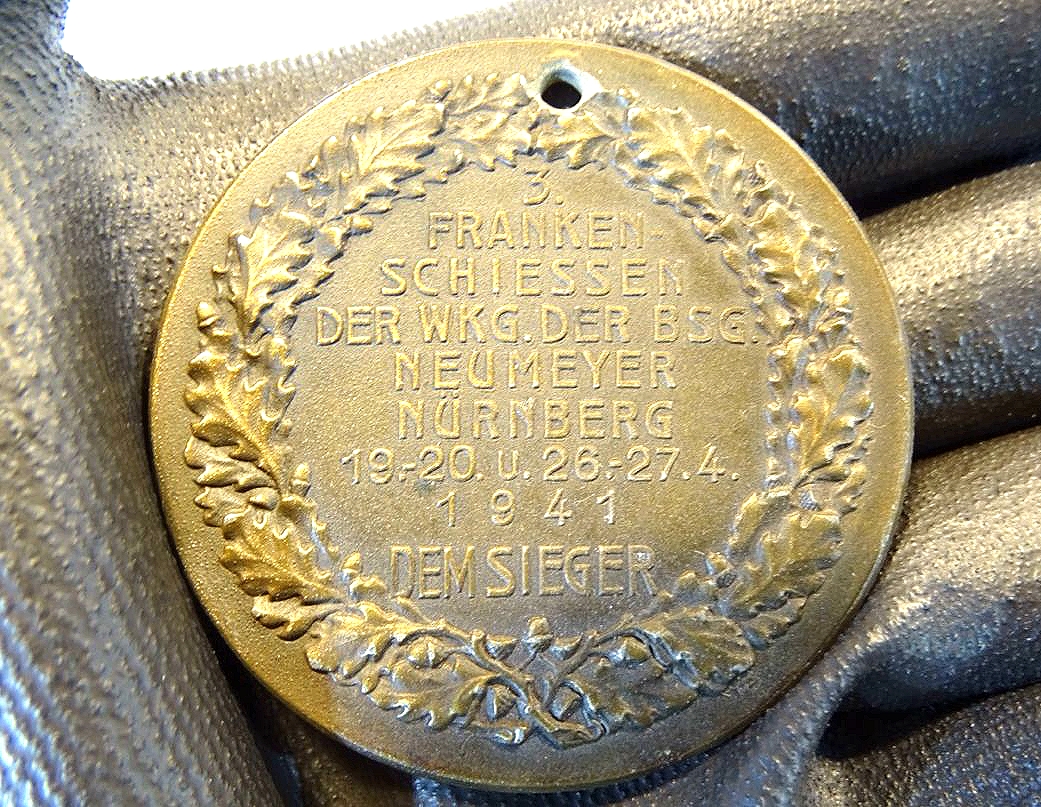 3.
FRANKEN-
SCHIESSEN
DER WKG. DER BSG.
NEUMEYER
NÜRNBERG
19.-20. U. 26.-27.4.
1941
DEM SIEGER